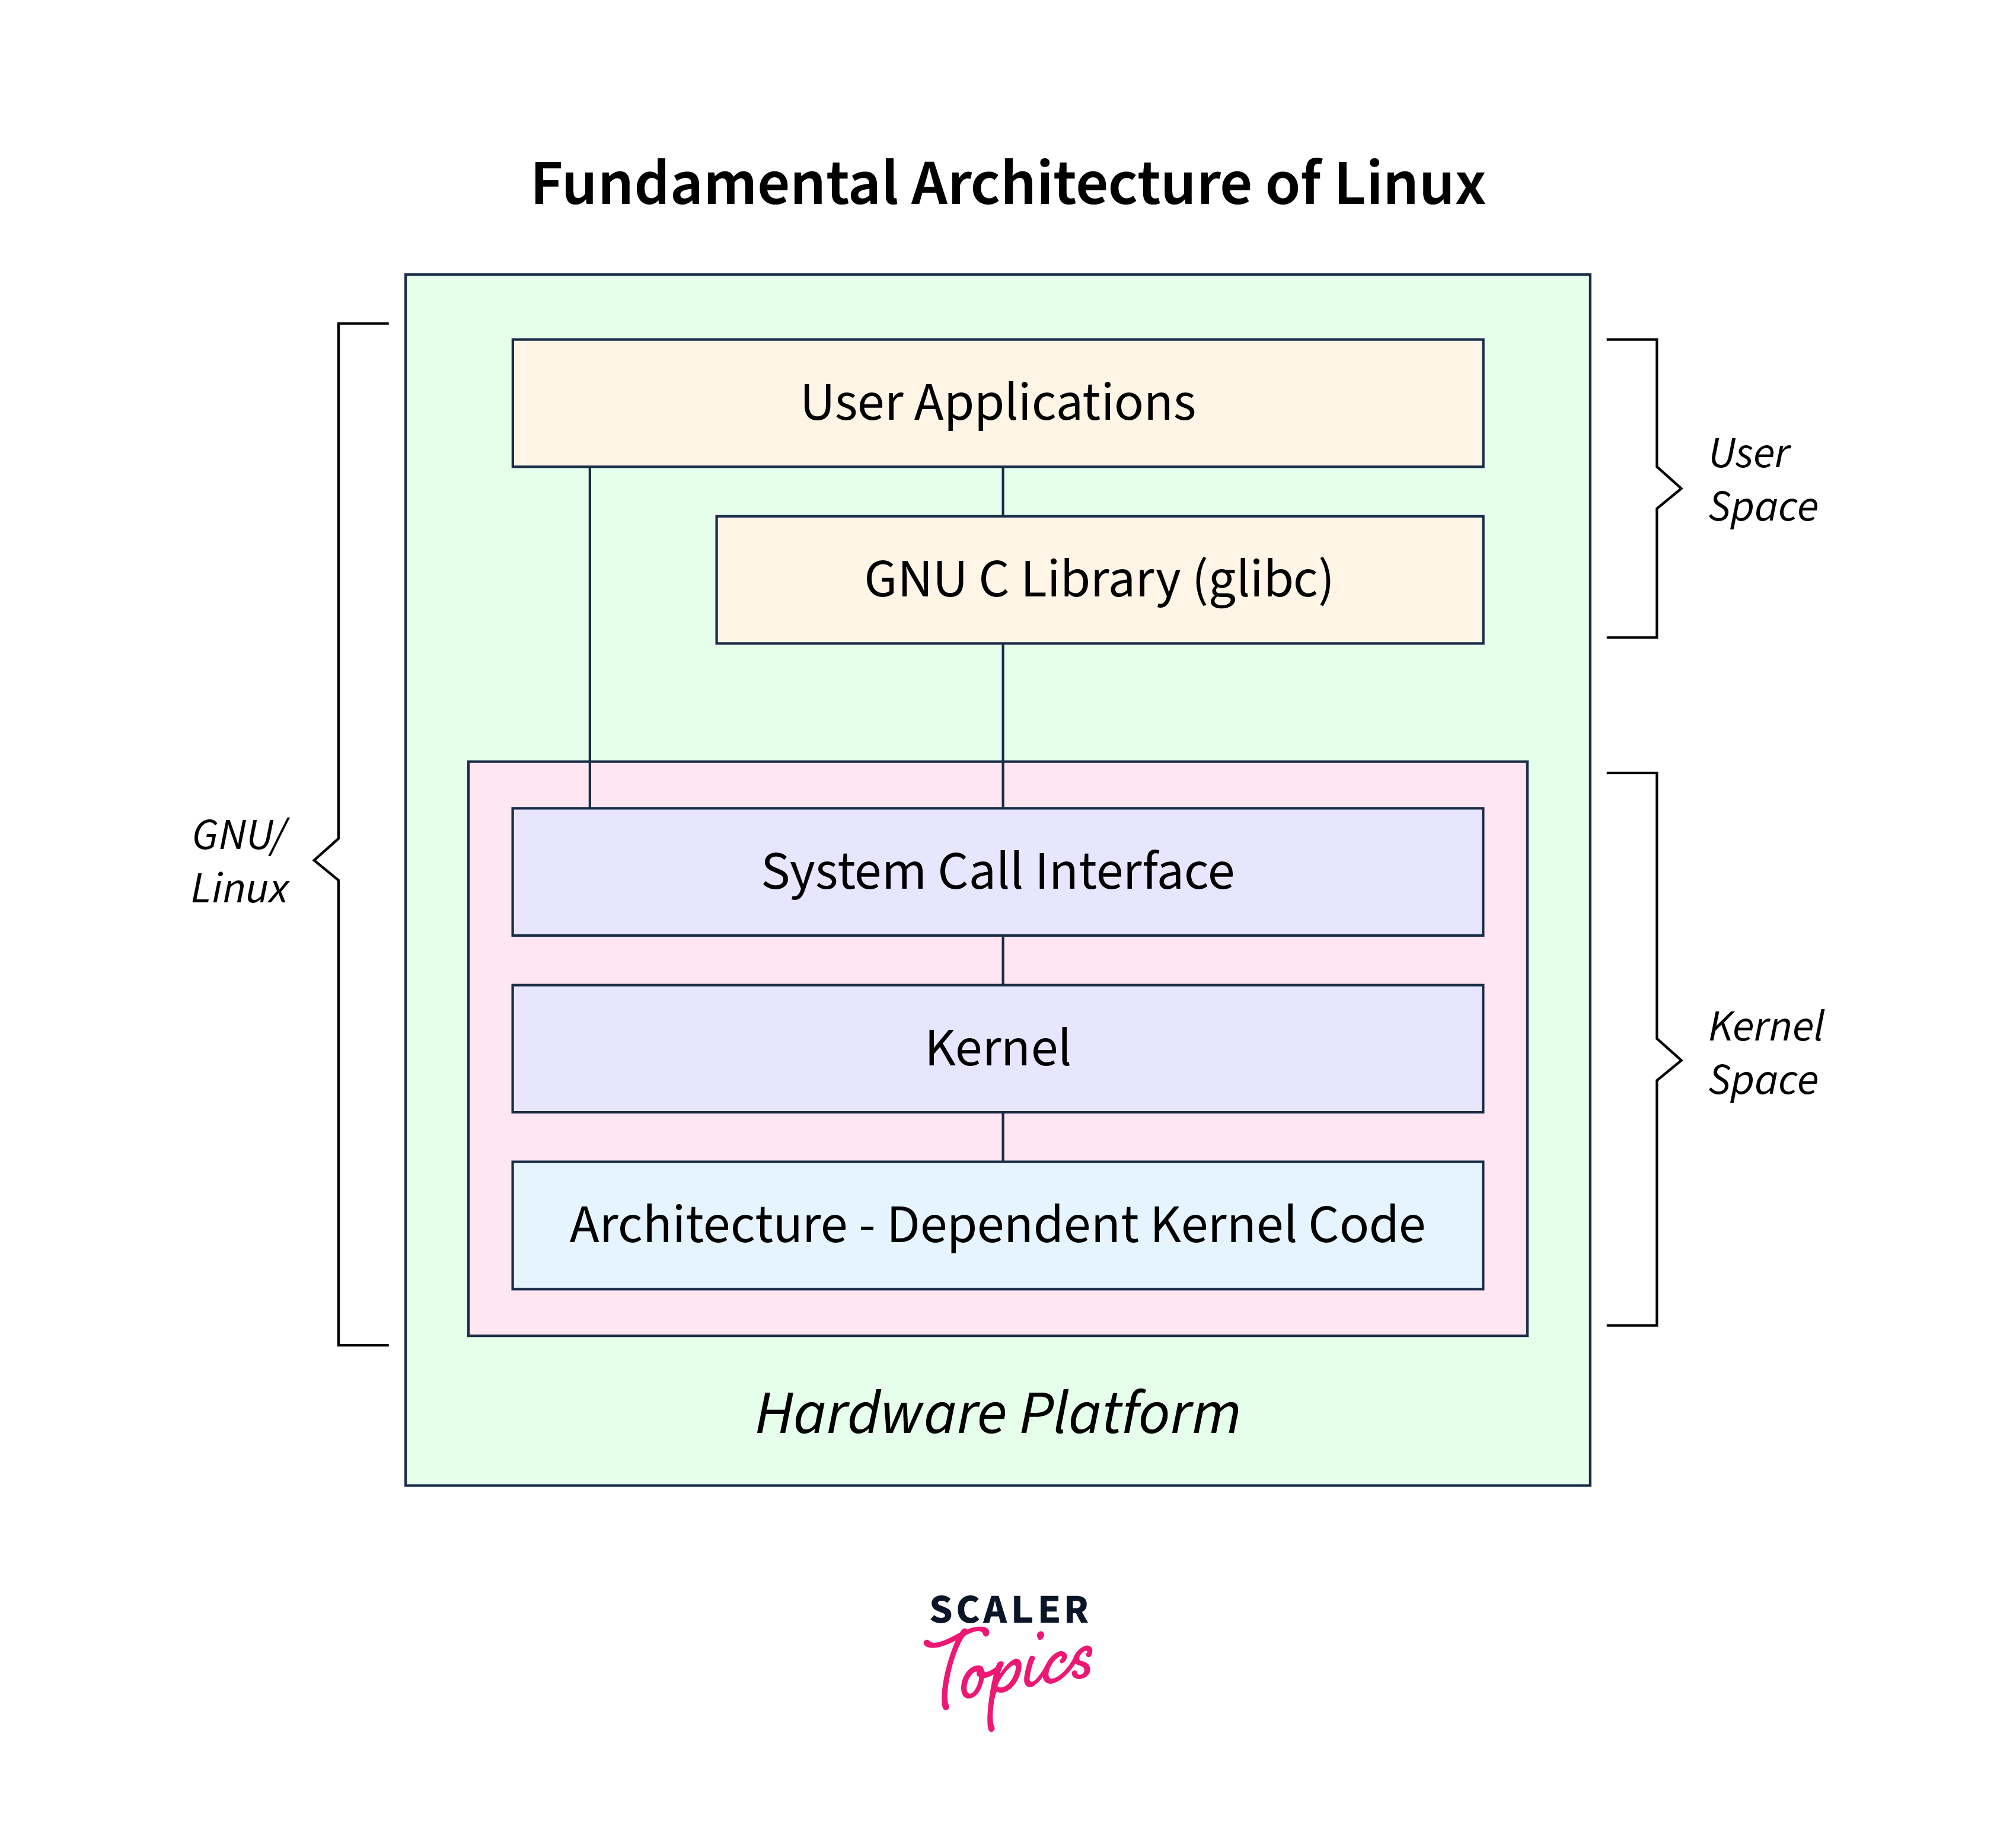 Fundamental Architecture of Linux
User Applications
GNU C Library (glibc)
User
Space
GNU/
Linux
System Call Interface
Kernel
Architecture - Dependent Kernel Code
Kernel
Space
Hardware Platform
SCALER
Topics